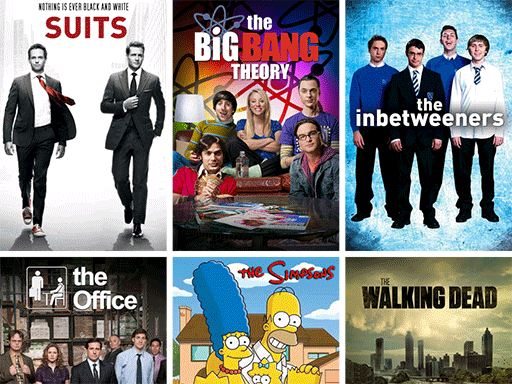 NOTHING IS EVER BLACK AND WHITE
SUITS
the
BIG BANG
THEORY
the
inbetweeners
the
Office
the SIMPSONS
THE
WALKING DEAD